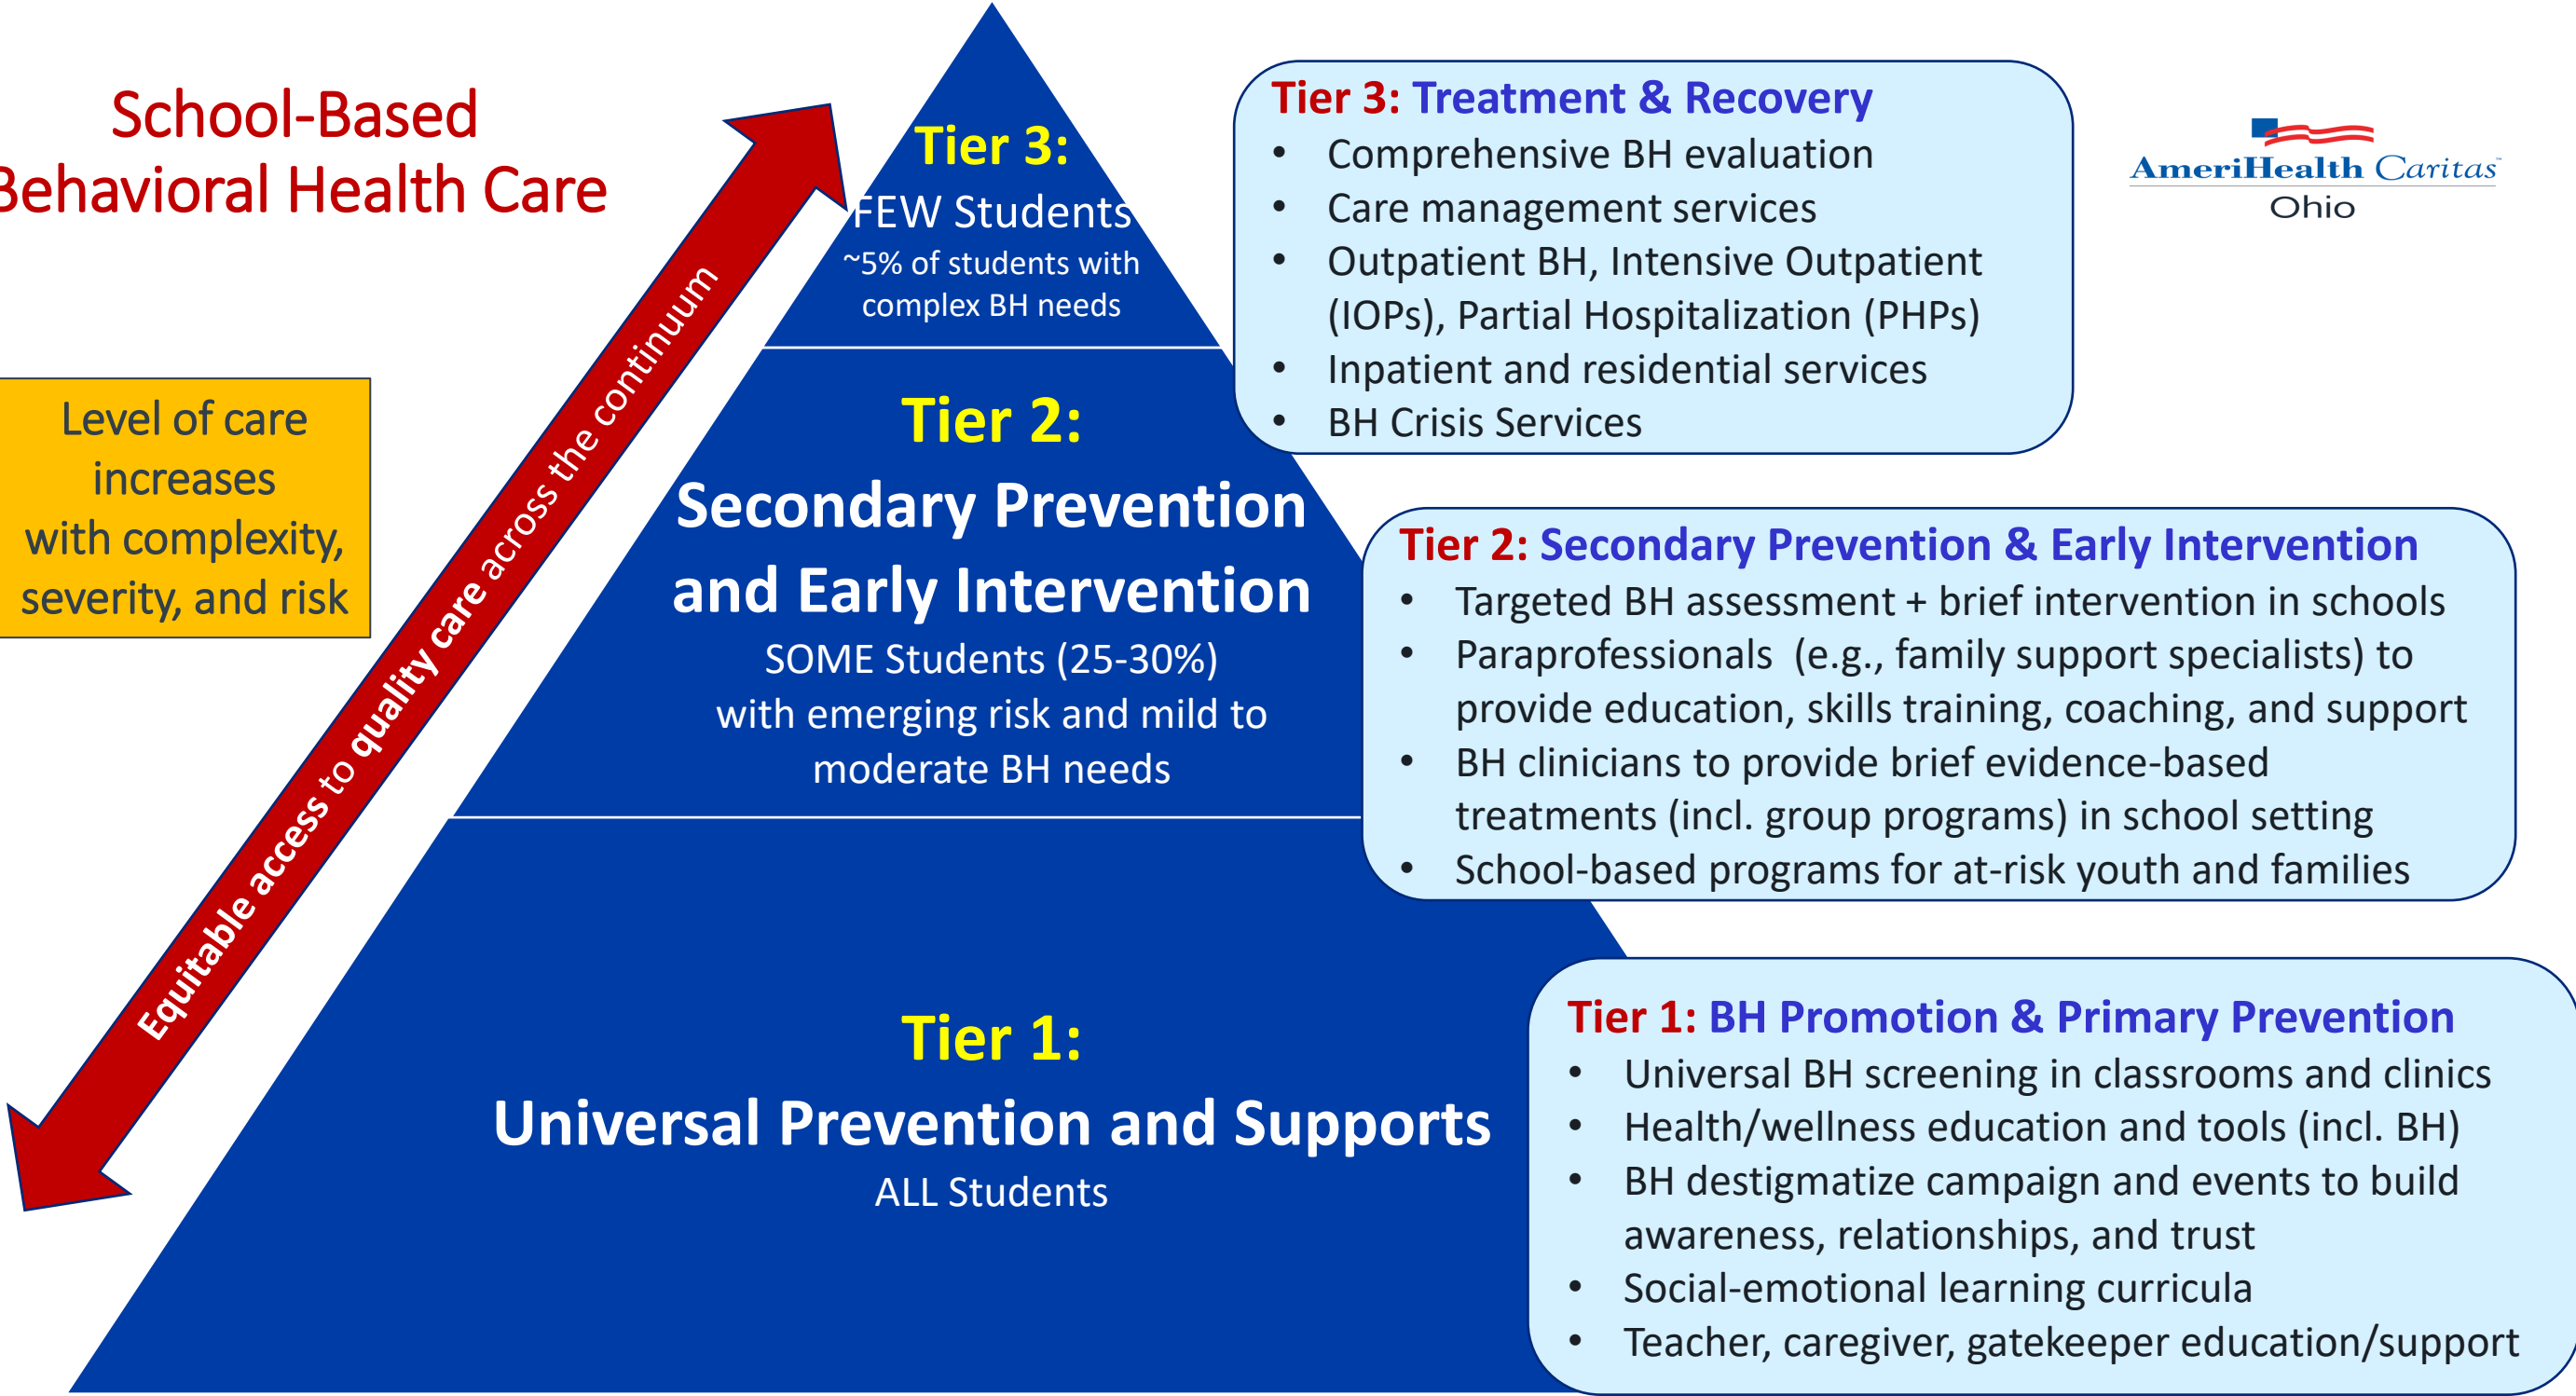 School-Based
Behavioral Health Care
Level of care
increases
with complexity,
severity, and risk
Equitable access to quality care across the continuum
Tier 3:
FEW Students
~5% of students with
complex BH needs
Tier 2:
Secondary Prevention
and Early Intervention
SOME Students (25-30%)
with emerging risk and mild to
moderate BH needs
Tier 1:
Universal Prevention and Supports
ALL Students
Tier 3: Treatment & Recovery
• Comprehensive BH evaluation
• Care management services
• Outpatient BH, Intensive Outpatient
(IOPs), Partial Hospitalization (PHPs)
• Inpatient and residential services
• BH Crisis Services
AmeriHealth Caritas™
Ohio
Tier 2: Secondary Prevention & Early Intervention
• Targeted BH assessment + brief intervention in schools
• Paraprofessionals (e.g., family support specialists) to
provide education, skills training, coaching, and support
• BH clinicians to provide brief evidence-based
treatments (incl. group programs) in school setting
• School-based programs for at-risk youth and families
Tier 1: BH Promotion & Primary Prevention
• Universal BH screening in classrooms and clinics
• Health/wellness education and tools (incl. BH)
• BH destigmatize campaign and events to build
awareness, relationships, and trust
• Social-emotional learning curricula
• Teacher, caregiver, gatekeeper education/support